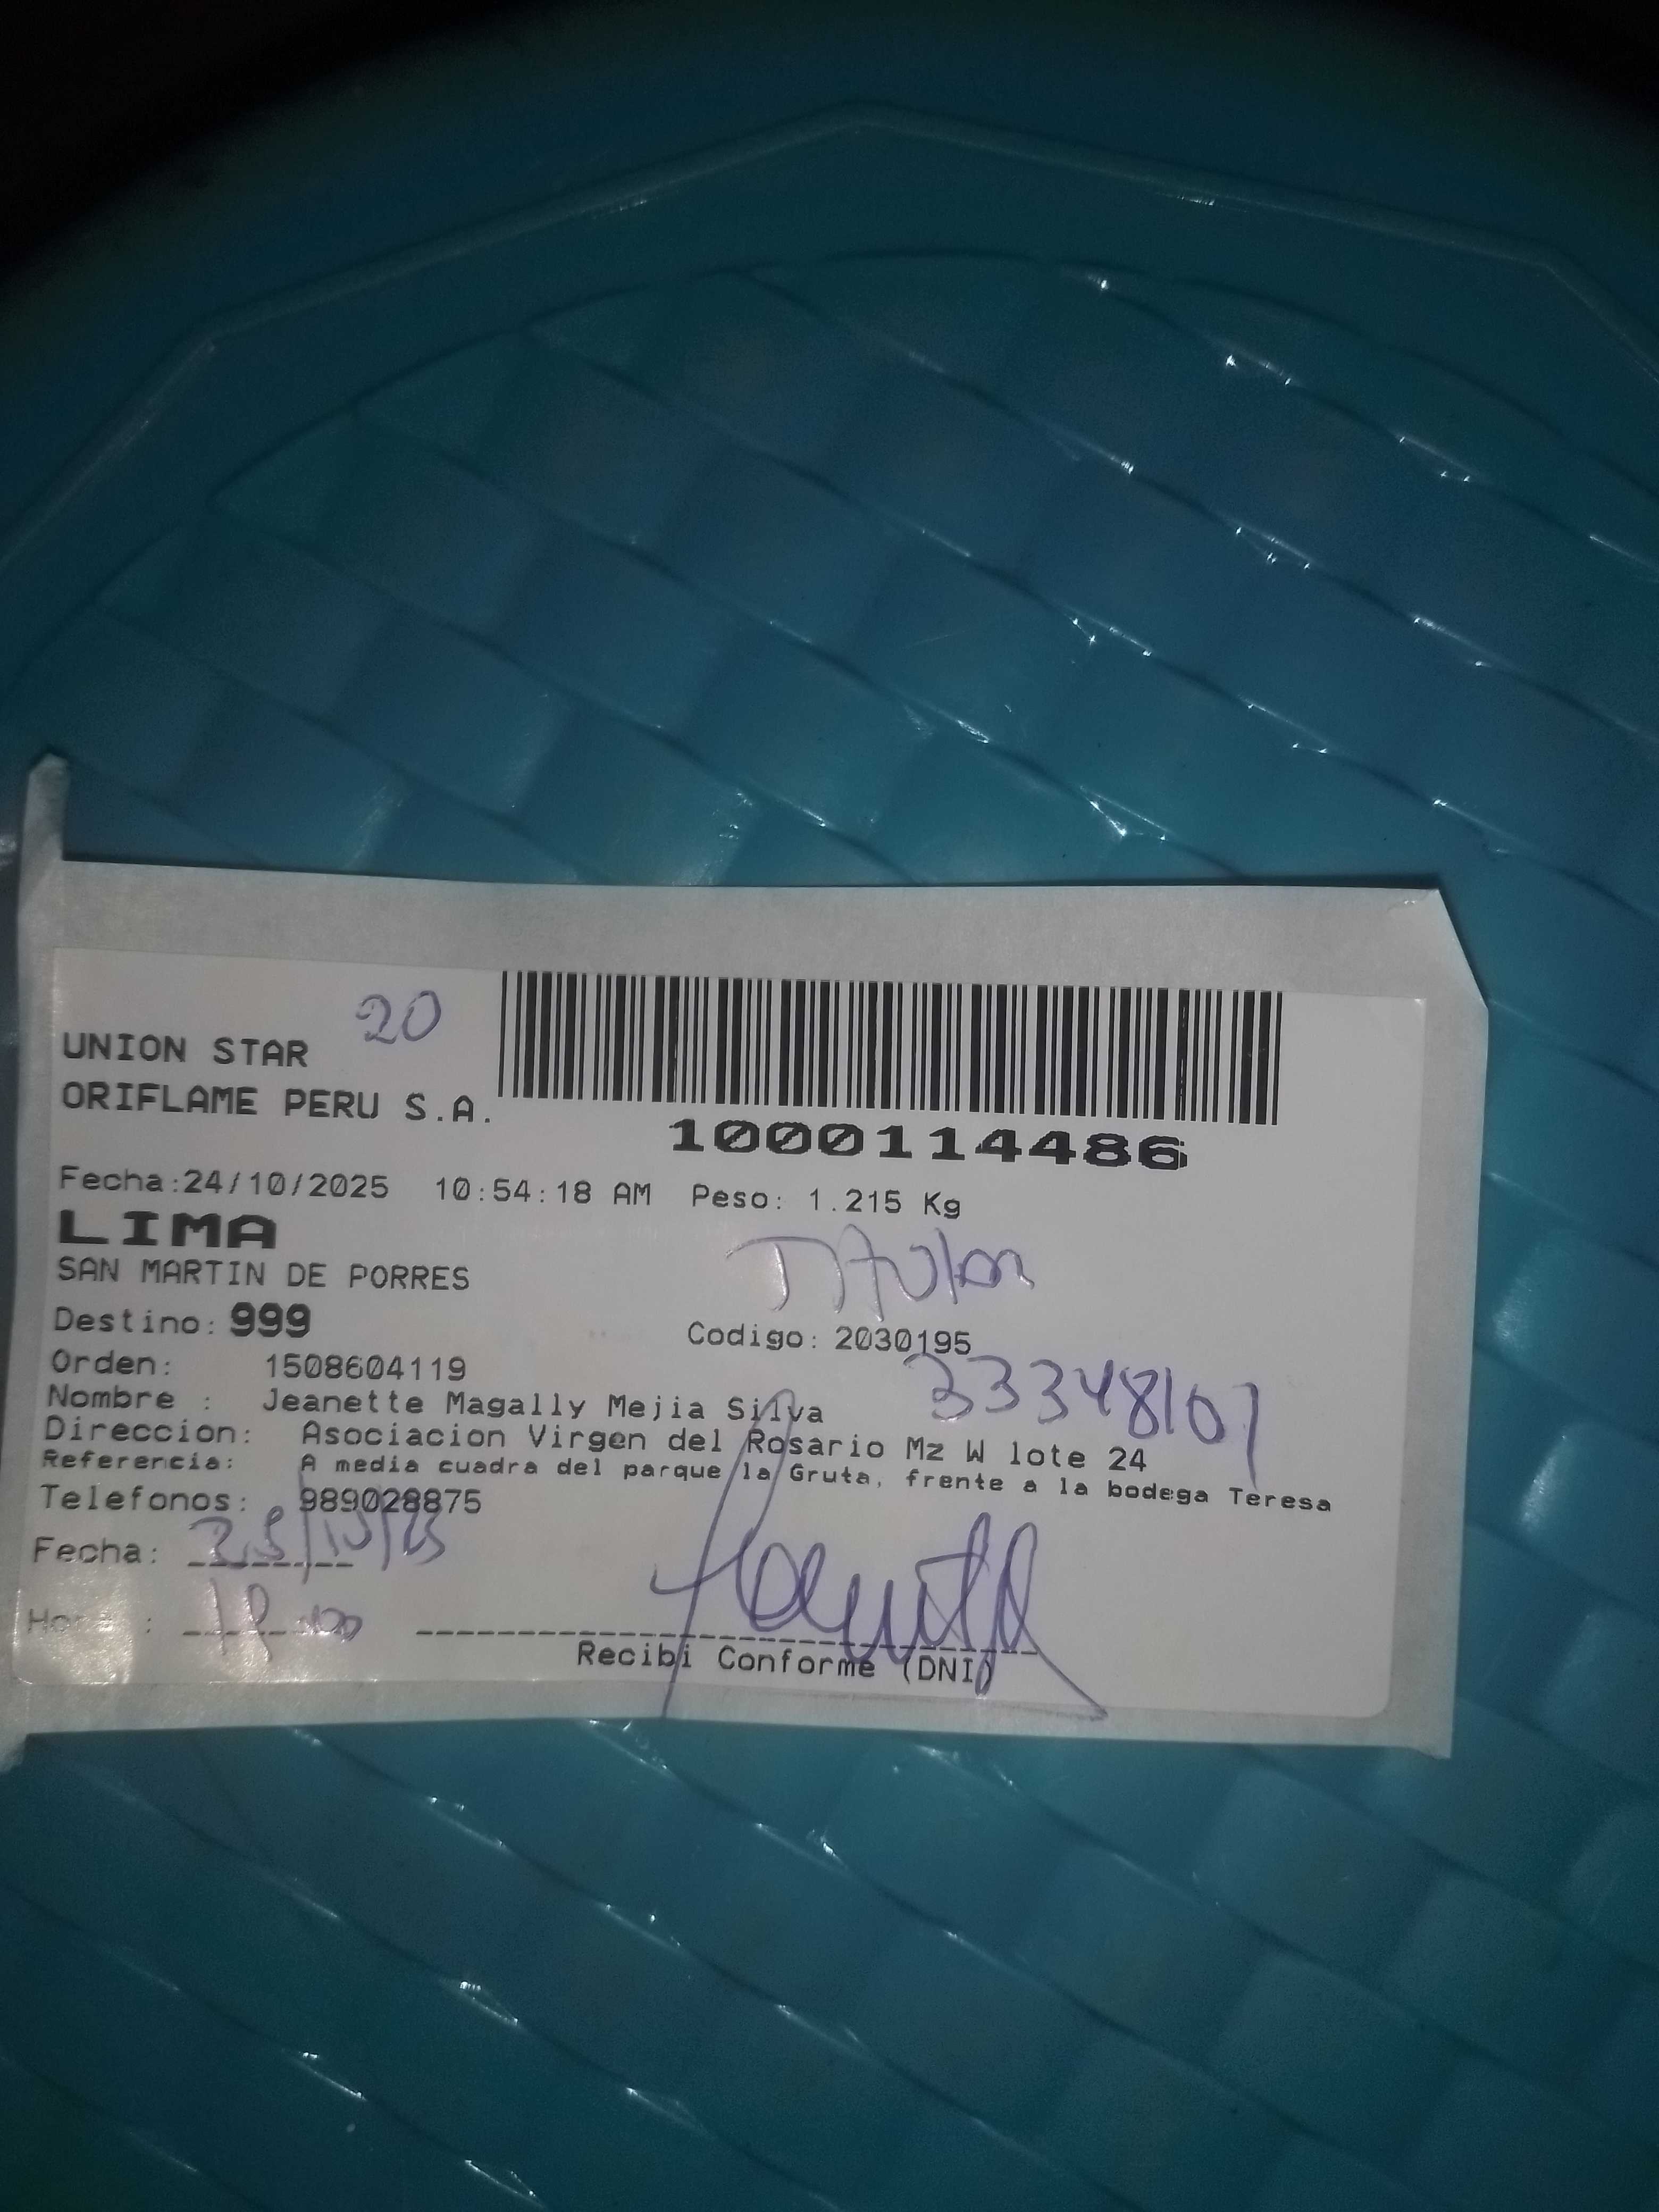 20
UNION STAR
ORIFLAME PERU S.A.
1000114486
Fecha:24/10/2025 10:54:18 AM Peso: 1.215 Kg
LIMA
SAN MARTIN DE PORRES
Titular
Destino: 999 Codigo: 2030195
Orden: 1508604119
33348107
Nombre : Jeanette Magally Mejia Silva
Direccion: Asociacion Virgen del Rosario Mz W lote 24
Referencia: A media cuadra del parque la Gruta, frente a la bodega Teresa
Telefonos: 989028875
Fecha:
Recibi Conforme (DNI)